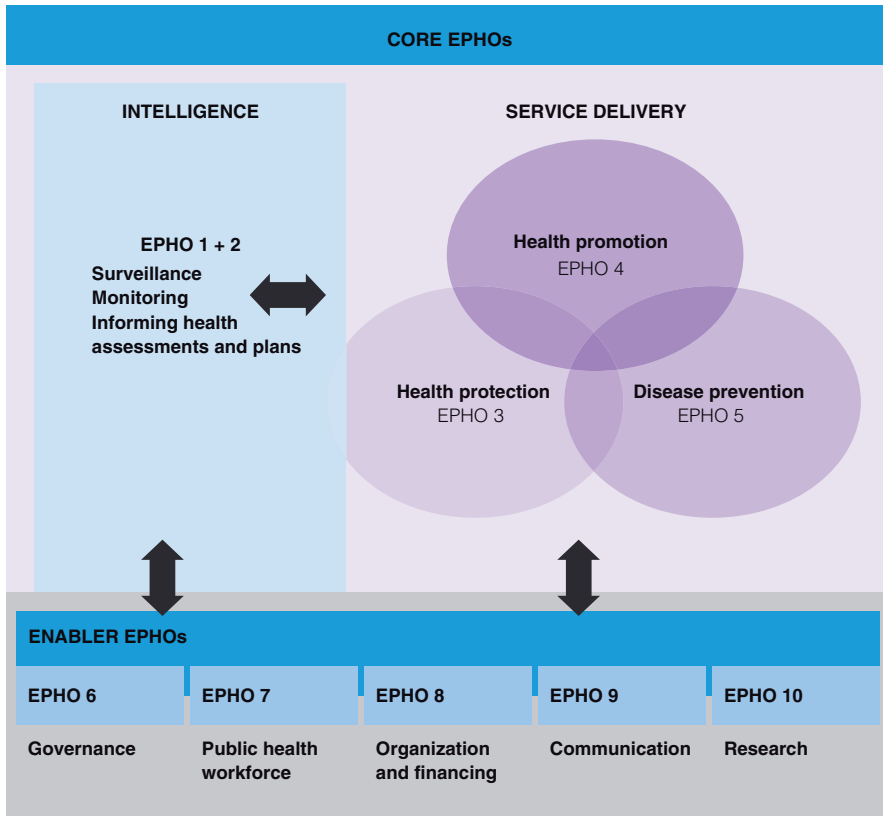 CORE EPHOs
INTELLIGENCE
EPHO 1 + 2
Surveillance
Monitoring
Informing health
assessments and plans
SERVICE DELIVERY
Health promotion
EPHO 4
Health protection
EPHO 3
Disease prevention
EPHO 5
ENABLER EPHOs
EPHO 6
Governance
EPHO 7
Public health
workforce
EPHO 8
Organization
and financing
EPHO 9
Communication
EPHO 10
Research